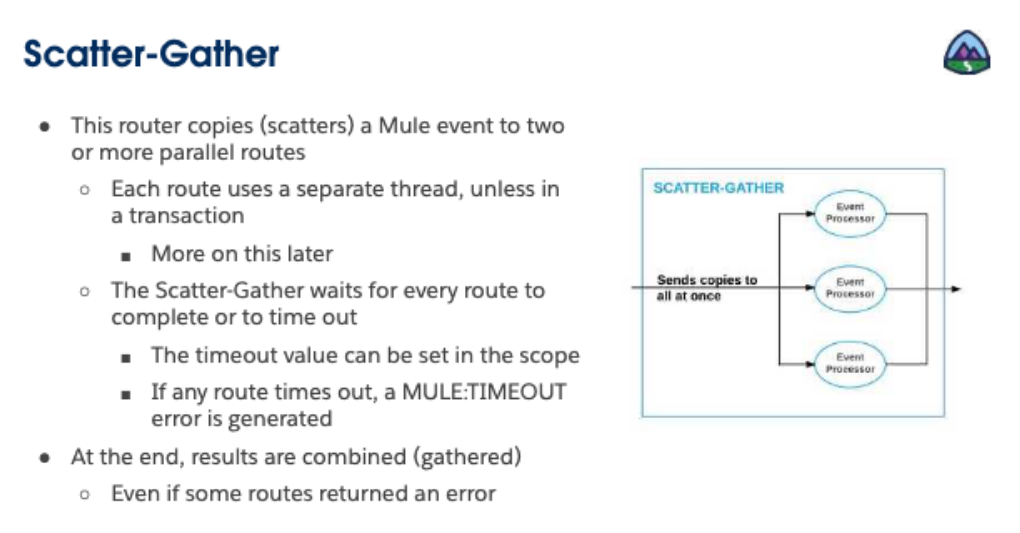 Scatter-Gather
● This router copies (scatters) a Mule event to two
or more parallel routes
○ Each route uses a separate thread, unless in
a transaction
■ More on this later
○ The Scatter-Gather waits for every route to
complete or to time out
■ The timeout value can be set in the scope
■ If any route times out, a MULE:TIMEOUT
error is generated
● At the end, results are combined (gathered)
○ Even if some routes returned an error
SCATTER-GATHER
Sends copies to
all at once
Event
Processor
Event
Processor
Event
Processor